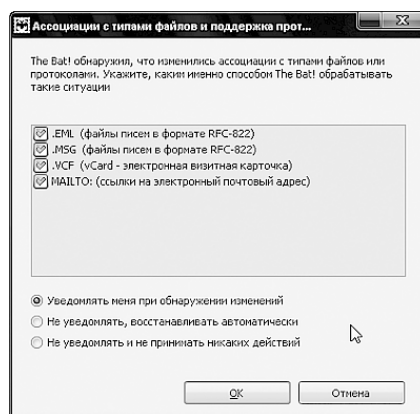 Ассоциации с типами файлов и поддержка прот...
The Bat! обнаружил, что изменились ассоциации с типами файлов или
протоколами. Укажите, каким именно способом The Bat! обрабатывать
такие ситуации
.EML (файлы писем в формате RFC-822)
.MSG (файлы писем в формате RFC-822)
.VCF (vCard - электронная визитная карточка)
MAILTO: (ссылки на электронный почтовый адрес)
Уведомлять меня при обнаружении изменений
Не уведомлять, восстанавливать автоматически
Не уведомлять и не принимать никаких действий
OK
Отмена